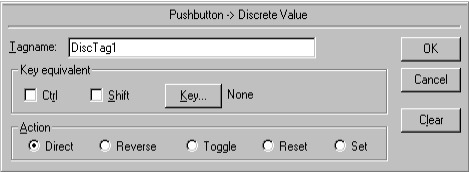 Pushbutton -> Discrete Value
Tagname: DiscTag1
OK
Key equivalent
Cancel
Ctrl Shift Key... None
Clear
Action
Direct Reverse Toggle Reset Set